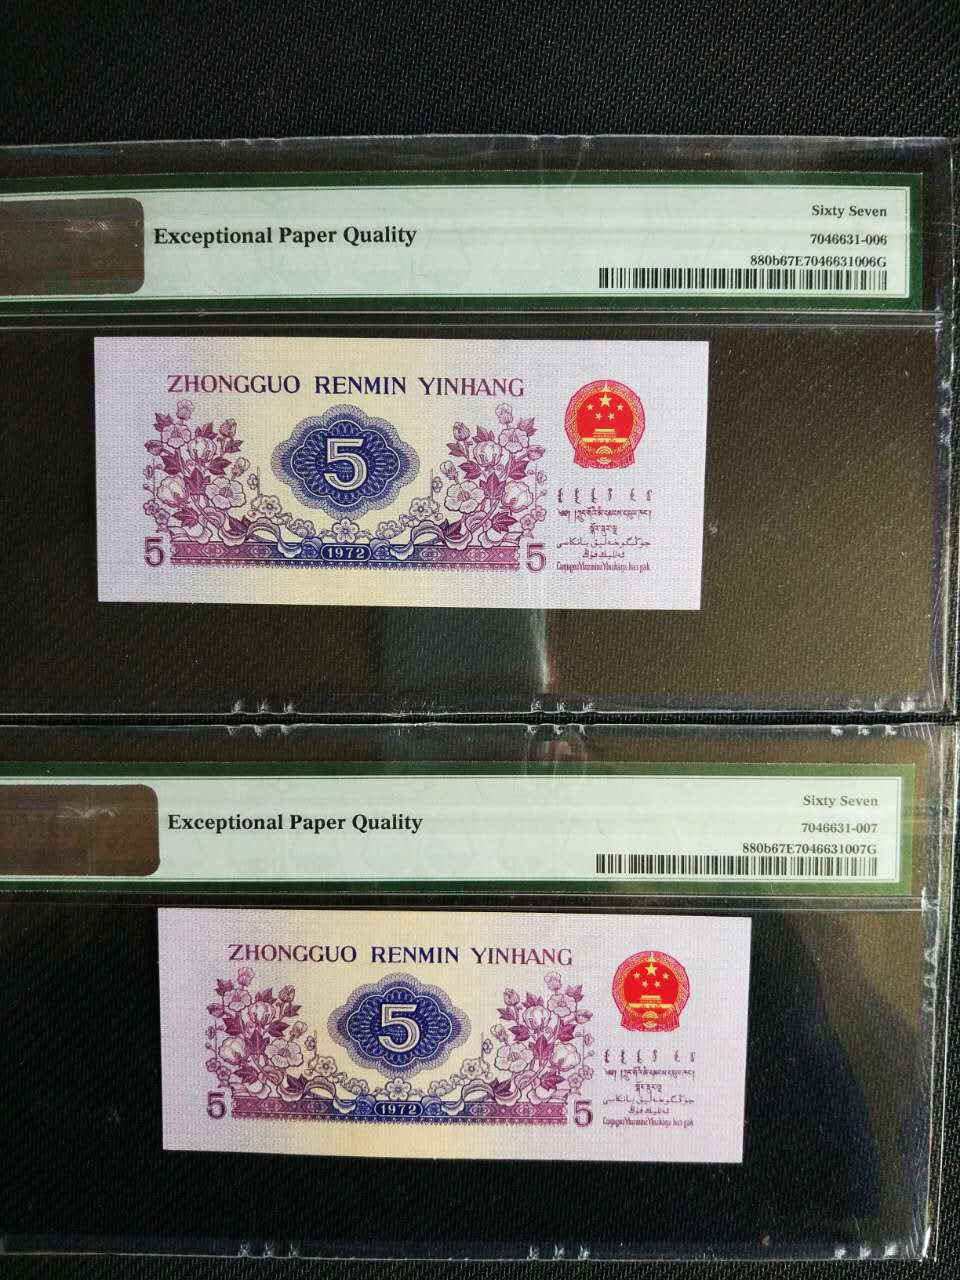 Sixty Seven
Exceptional Paper Quality
7046631-006
880b67E7046631006G
ZHONGGUO RENMIN YINHANG
5
1972
5
5
Sixty Seven
Exceptional Paper Quality
7046631-007
880b67E7046631007G
ZHONGGUO RENMIN YINHANG
5
1972
5
5